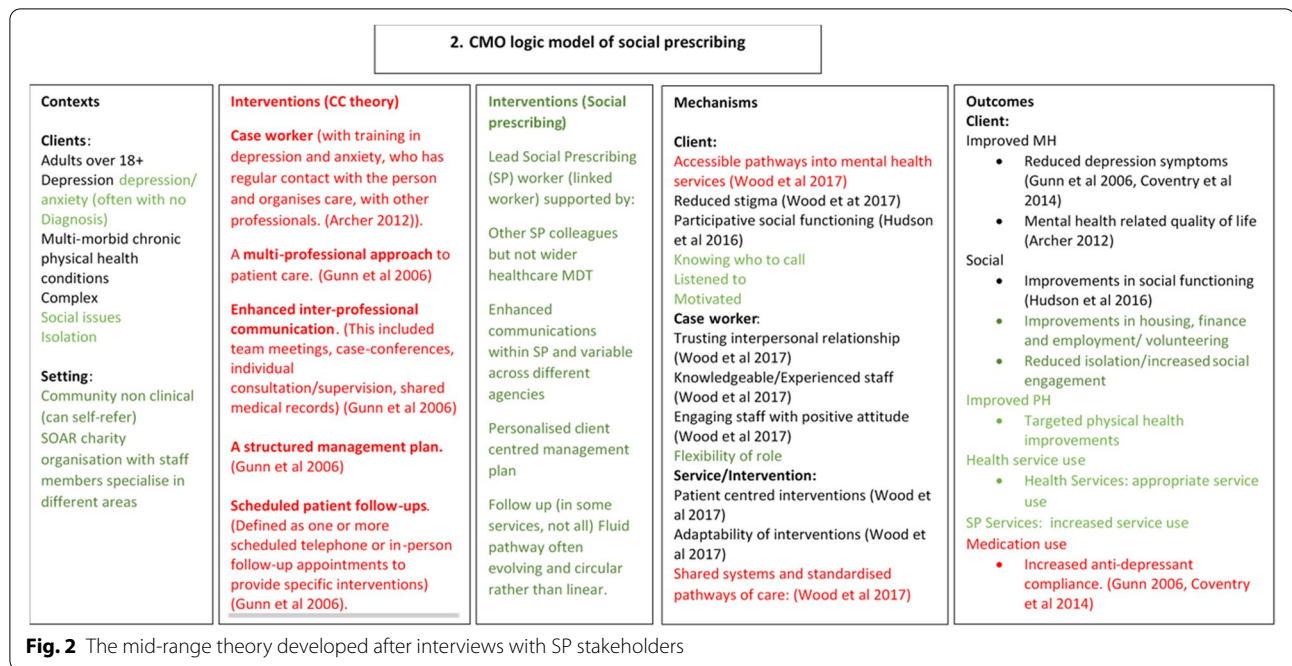 2. CMO logic model of social prescribing
Contexts
Clients:
Adults over 18+
Depression depression/
anxiety (often with no
Diagnosis)
Multi-morbid chronic
physical health
conditions
Complex
Social issues
Isolation
Setting:
Community non clinical
(can self-refer)
SOAR charity
organisation with staff
members specialise in
different areas
Interventions (CC theory)
Case worker (with training in
depression and anxiety, who has
regular contact with the person
and organises care, with other
professionals. (Archer 2012)).
A multi-professional approach to
patient care. (Gunn et al 2006)
Enhanced inter-professional
communication. (This included
team meetings, case-conferences,
individual
consultation/supervision, shared
medical records) (Gunn et al 2006)
A structured management plan.
(Gunn et al 2006)
Scheduled patient follow-ups.
(Defined as one or more
scheduled telephone or in-person
follow-up appointments to
provide specific interventions)
(Gunn et al 2006).
Interventions (Social
prescribing)
Lead Social Prescribing
(SP) worker (linked
worker) supported by:
Other SP colleagues
but not wider
healthcare MDT
Enhanced
communications
within SP and variable
across different
agencies
Personalised client
centred management
plan
Follow up (in some
services, not all) Fluid
pathway often
evolving and circular
rather than linear.
Mechanisms
Client:
Accessible pathways into mental health
services (Wood et al 2017)
Reduced stigma (Wood et at 2017)
Participative social functioning (Hudson
et al 2016)
Knowing who to call
Listened to
Motivated
Case worker:
Trusting interpersonal relationship
(Wood et al 2017)
Knowledgeable/Experienced staff
(Wood et al 2017)
Engaging staff with positive attitude
(Wood et al 2017)
Flexibility of role
Service/Intervention:
Patient centred interventions (Wood et
al 2017)
Adaptability of interventions (Wood et
al 2017)
Shared systems and standardised
pathways of care: (Wood et al 2017)
Outcomes
Client:
Improved MH
• Reduced depression symptoms
(Gunn et al 2006, Coventry et al
2014)
• Mental health related quality of life
(Archer 2012)
Social
• Improvements in social functioning
(Hudson et al 2016)
• Improvements in housing, finance
and employment/ volunteering
• Reduced isolation/increased social
engagement
Improved PH
• Targeted physical health
improvements
Health service use
• Health Services: appropriate service
use
SP Services: increased service use
Medication use
• Increased anti-depressant
compliance. (Gunn 2006, Coventry
et al 2014)
Fig. 2 The mid-range theory developed after interviews with SP stakeholders